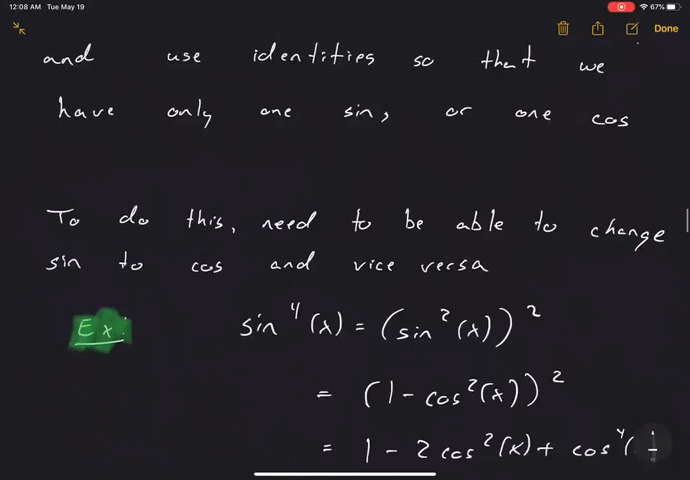 12:08 AM Tue May 19
67%
Done
and use identities so that we
have only one sin, or one cos
To do this, need to be able to change
sin to cos and vice versa
Ex: sin⁴(x) = (sin²(x))²
= (1 - cos²(x))²
= 1 - 2cos²(x) + cos⁴(